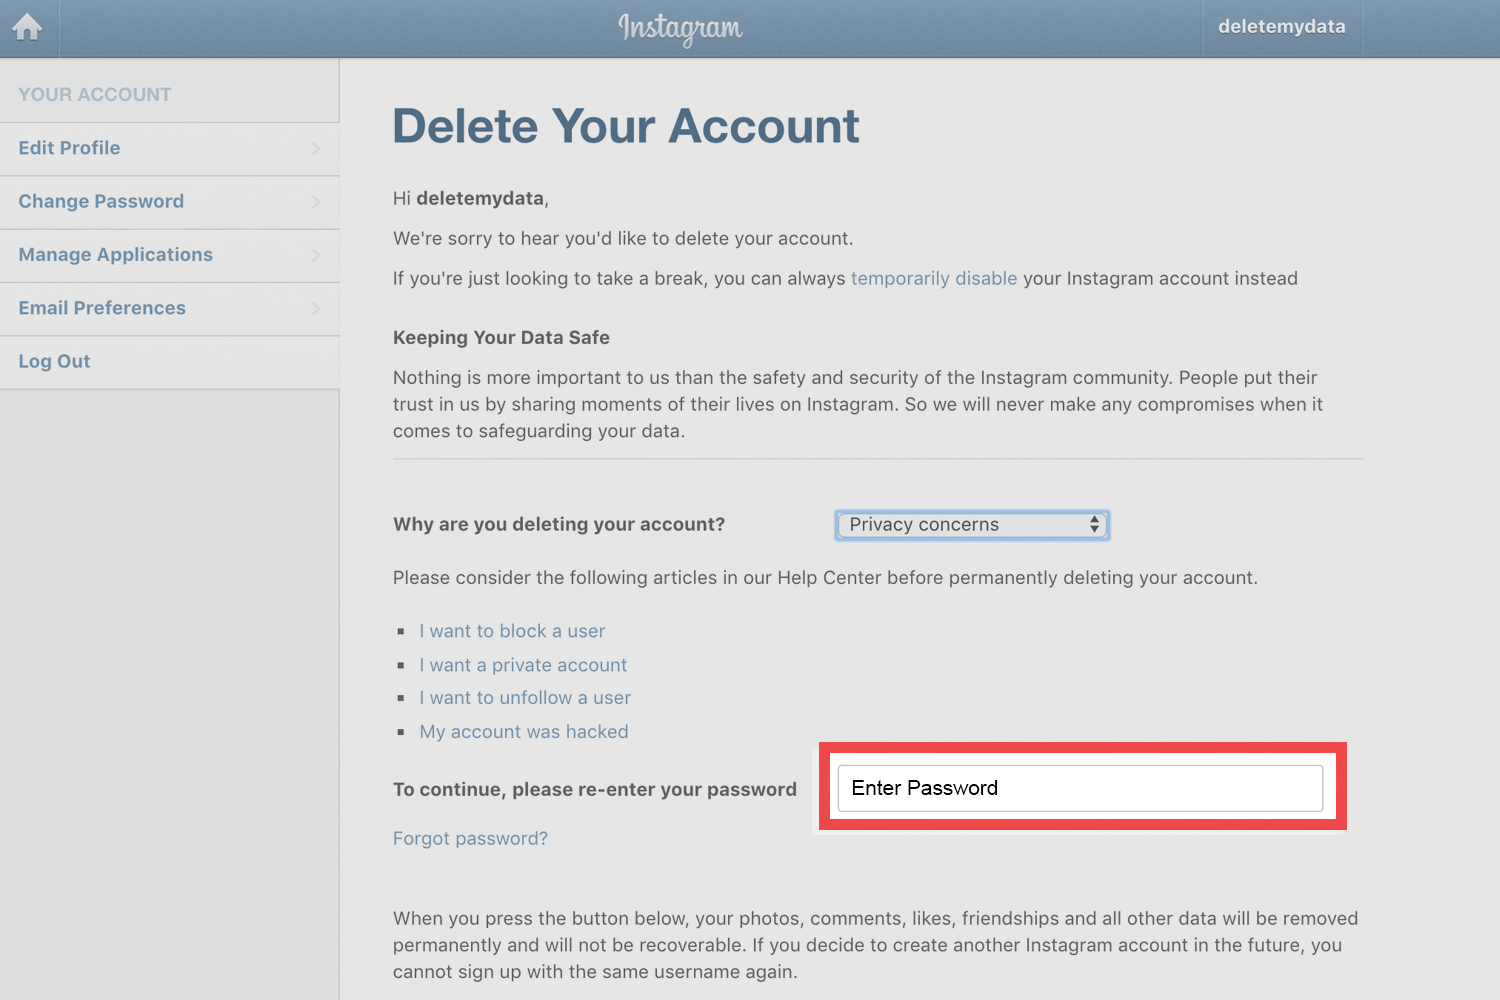 Instagram
deletemydata
YOUR ACCOUNT
Edit Profile
Change Password
Manage Applications
Email Preferences
Log Out
Delete Your Account
Hi deletemydata,
We're sorry to hear you'd like to delete your account.
If you're just looking to take a break, you can always temporarily disable your Instagram account instead
Keeping Your Data Safe
Nothing is more important to us than the safety and security of the Instagram community. People put their
trust in us by sharing moments of their lives on Instagram. So we will never make any compromises when it
comes to safeguarding your data.
Why are you deleting your account?
Privacy concerns
Please consider the following articles in our Help Center before permanently deleting your account.
I want to block a user
I want a private account
I want to unfollow a user
My account was hacked
To continue, please re-enter your password
Enter Password
Forgot password?
When you press the button below, your photos, comments, likes, friendships and all other data will be removed
permanently and will not be recoverable. If you decide to create another Instagram account in the future, you
cannot sign up with the same username again.